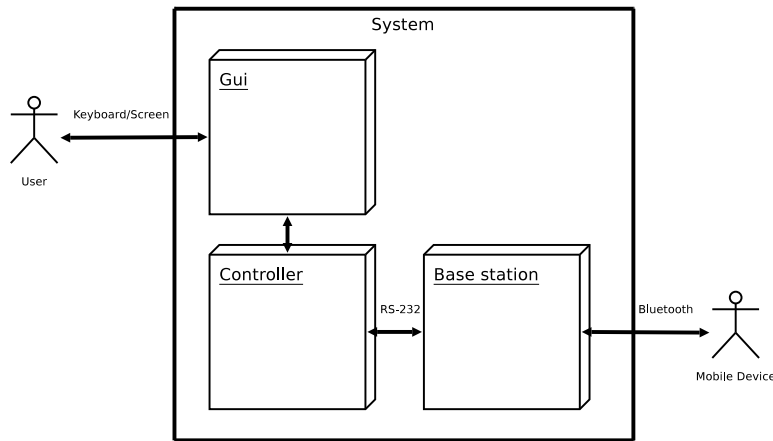 System
Gui
Keyboard/Screen
User
Controller
Base station
RS-232
Bluetooth
Mobile Device